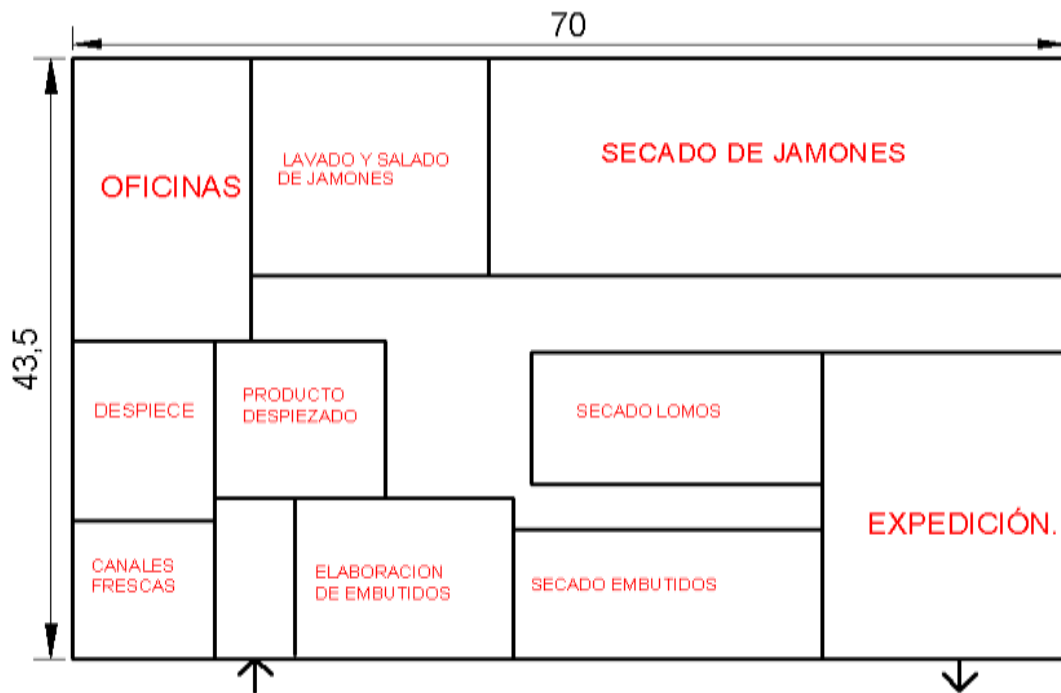 70
43,5
OFICINAS
LAVADO Y SALADO
DE JAMONES
SECADO DE JAMONES
DESPIECE
PRODUCTO
DESPIEZADO
SECADO LOMOS
CANALES
FRESCAS
ELABORACION
DE EMBUTIDOS
SECADO EMBUTIDOS
EXPEDICIÓN.